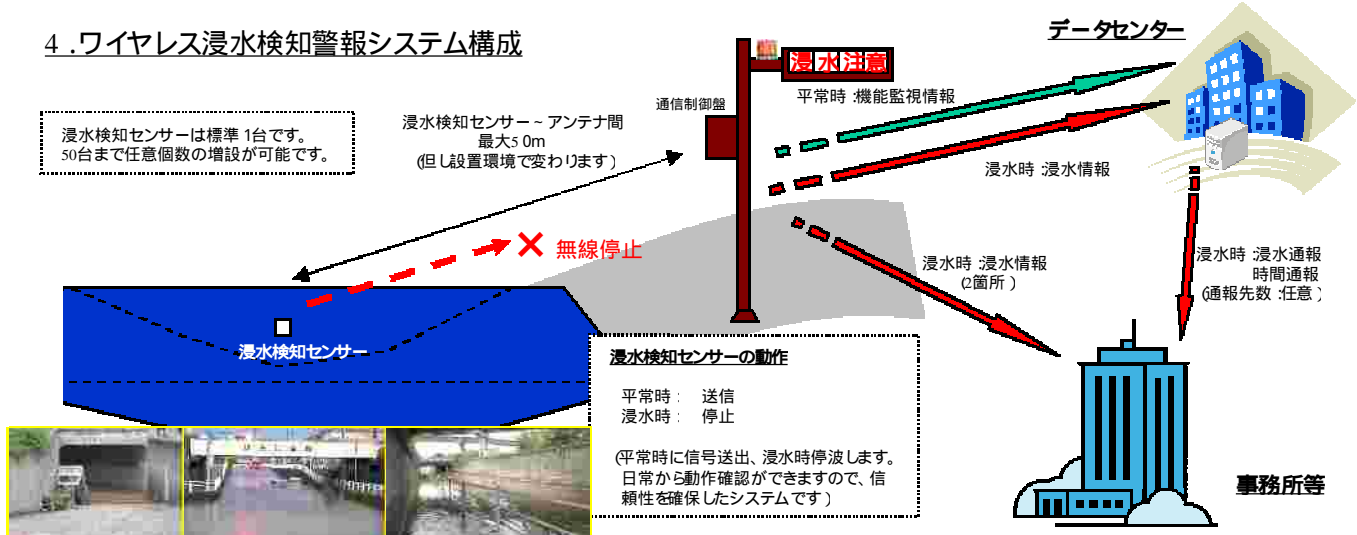 4 .ワイヤレス浸水検知警報システム構成
データセンター
浸水注意
平常時 :機能監視情報
通信制御盤
浸水検知センサーは標準 1台です。
50台まで任意個数の増設が可能です。
浸水検知センサー～アンテナ間
最大5 0m
(但し設置環境で変わります)
浸水時 :浸水情報
× 無線停止
浸水時 :浸水情報
(2箇所 )
浸水時 :浸水通報
時間通報
(通報先数 :任意 )
浸水検知センサー
浸水検知センサーの動作
平常時 : 送信
浸水時 : 停止
(平常時に信号送出、浸水時停波します。
日常から動作確認ができますので、信
頼性を確保したシステムです )
事務所等